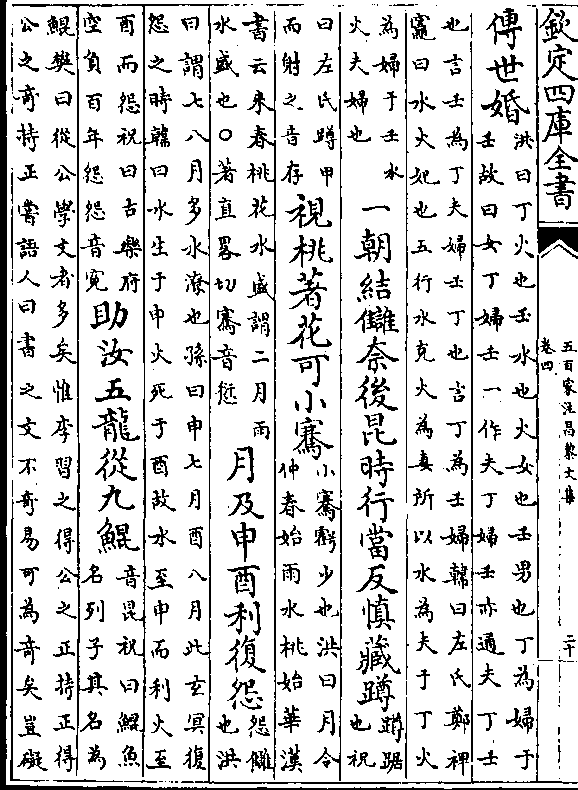 欽定四庫全書
五百家注昌黎文集
卷四
二十
傳世婚
洪曰丁火也壬水也火女也壬男也丁為婦于
壬故曰女丁婦壬一作夫丁婦壬亦通夫丁壬
也言壬為丁夫婦壬丁也言丁為壬婦韓曰左氏鄭裨
竈曰水火妃也五行水克火為妻所以水為夫于丁火
為婦于壬水
火夫婦也
一朝結讎奈後昆時行當反慎藏蹲
蹲踞
也祝
曰左氏蹲甲
而射之音存
視桃著花可小騫
小騫虧少也洪曰月令
仲春始雨水桃始華漢
書云来春桃花水盛謂二月雨
水盛也○著直畧切騫音愆
月及申酉利復怨
怨讎
也洪
曰謂七八月多水潦也孫曰申七月酉八月此玄冥復
怨之時韓曰水生于申火死于酉故水至申而利火至
酉而怨祝曰古樂府
空負百年怨怨音寃
助汝五龍從九鯤
音昆祝曰鯤魚
名列子其名為
鯤樊曰從公學文者多矣惟李習之得公之正持正得
公之奇持正嘗語人曰書之文不奇易可為奇矣豈礙